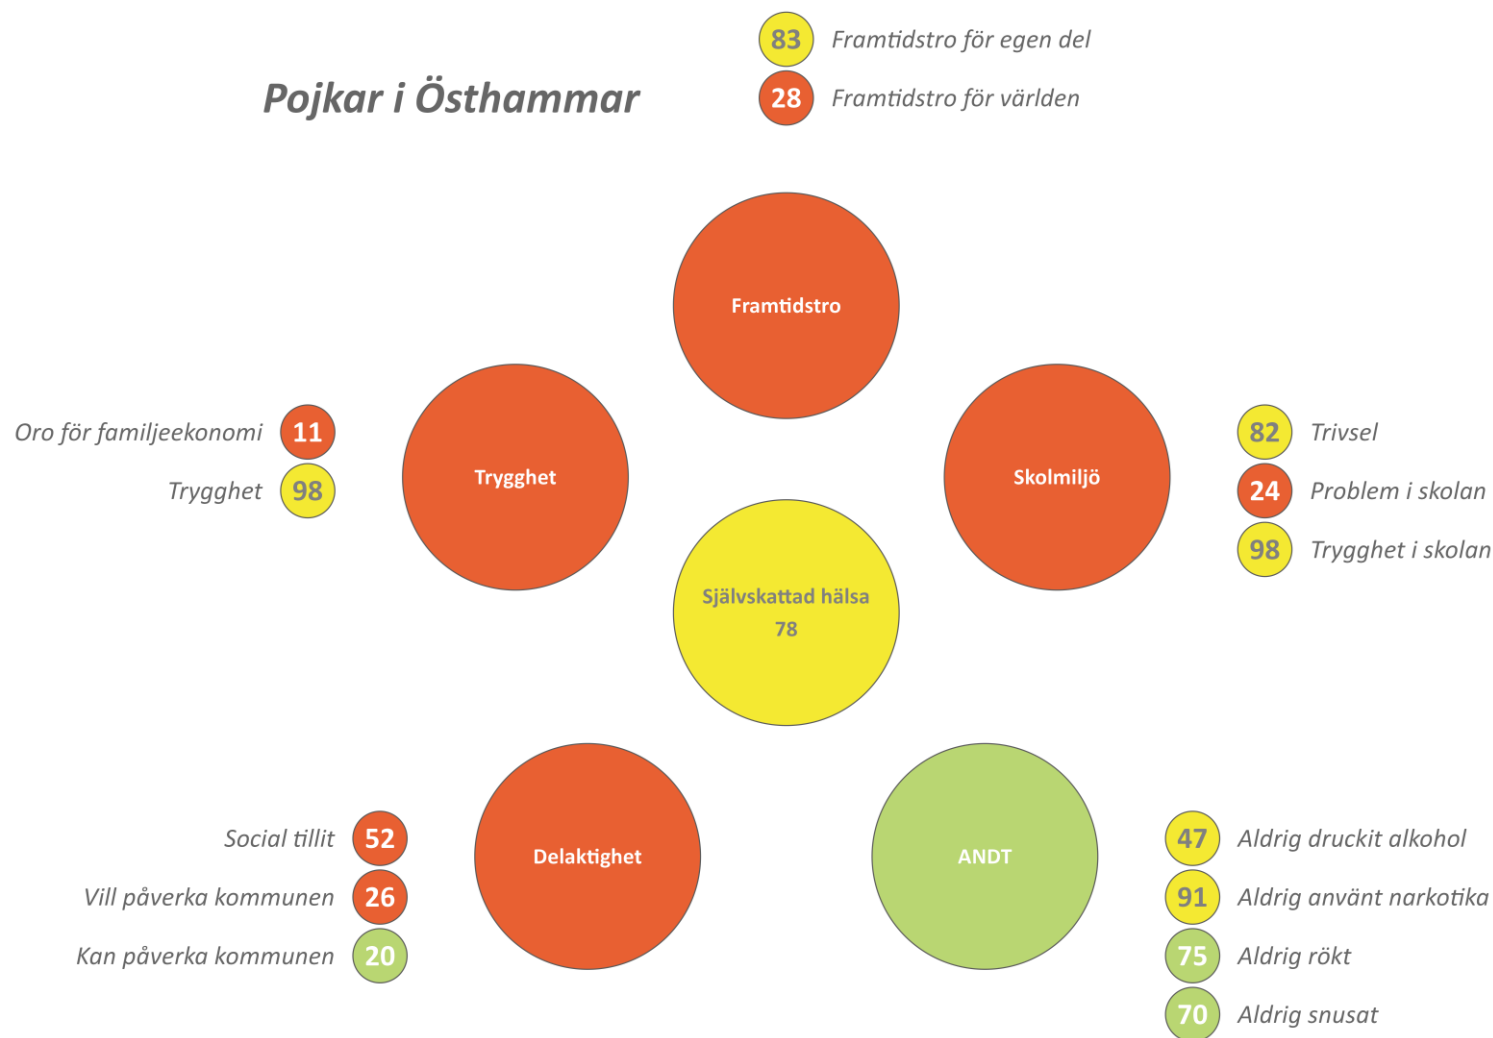 83 Framtidstro för egen del
Pojkar i Östhammar
28 Framtidstro för världen
Framtidstro
Oro för familjeekonomi 11
Trygghet 98
Trygghet
Skolmiljö
82 Trivsel
24 Problem i skolan
98 Trygghet i skolan
Självskattad hälsa
78
Social tillit 52
Vill påverka kommunen 26
Kan påverka kommunen 20
Delaktighet
ANDT
47 Aldrig druckit alkohol
91 Aldrig använt narkotika
75 Aldrig rökt
70 Aldrig snusat